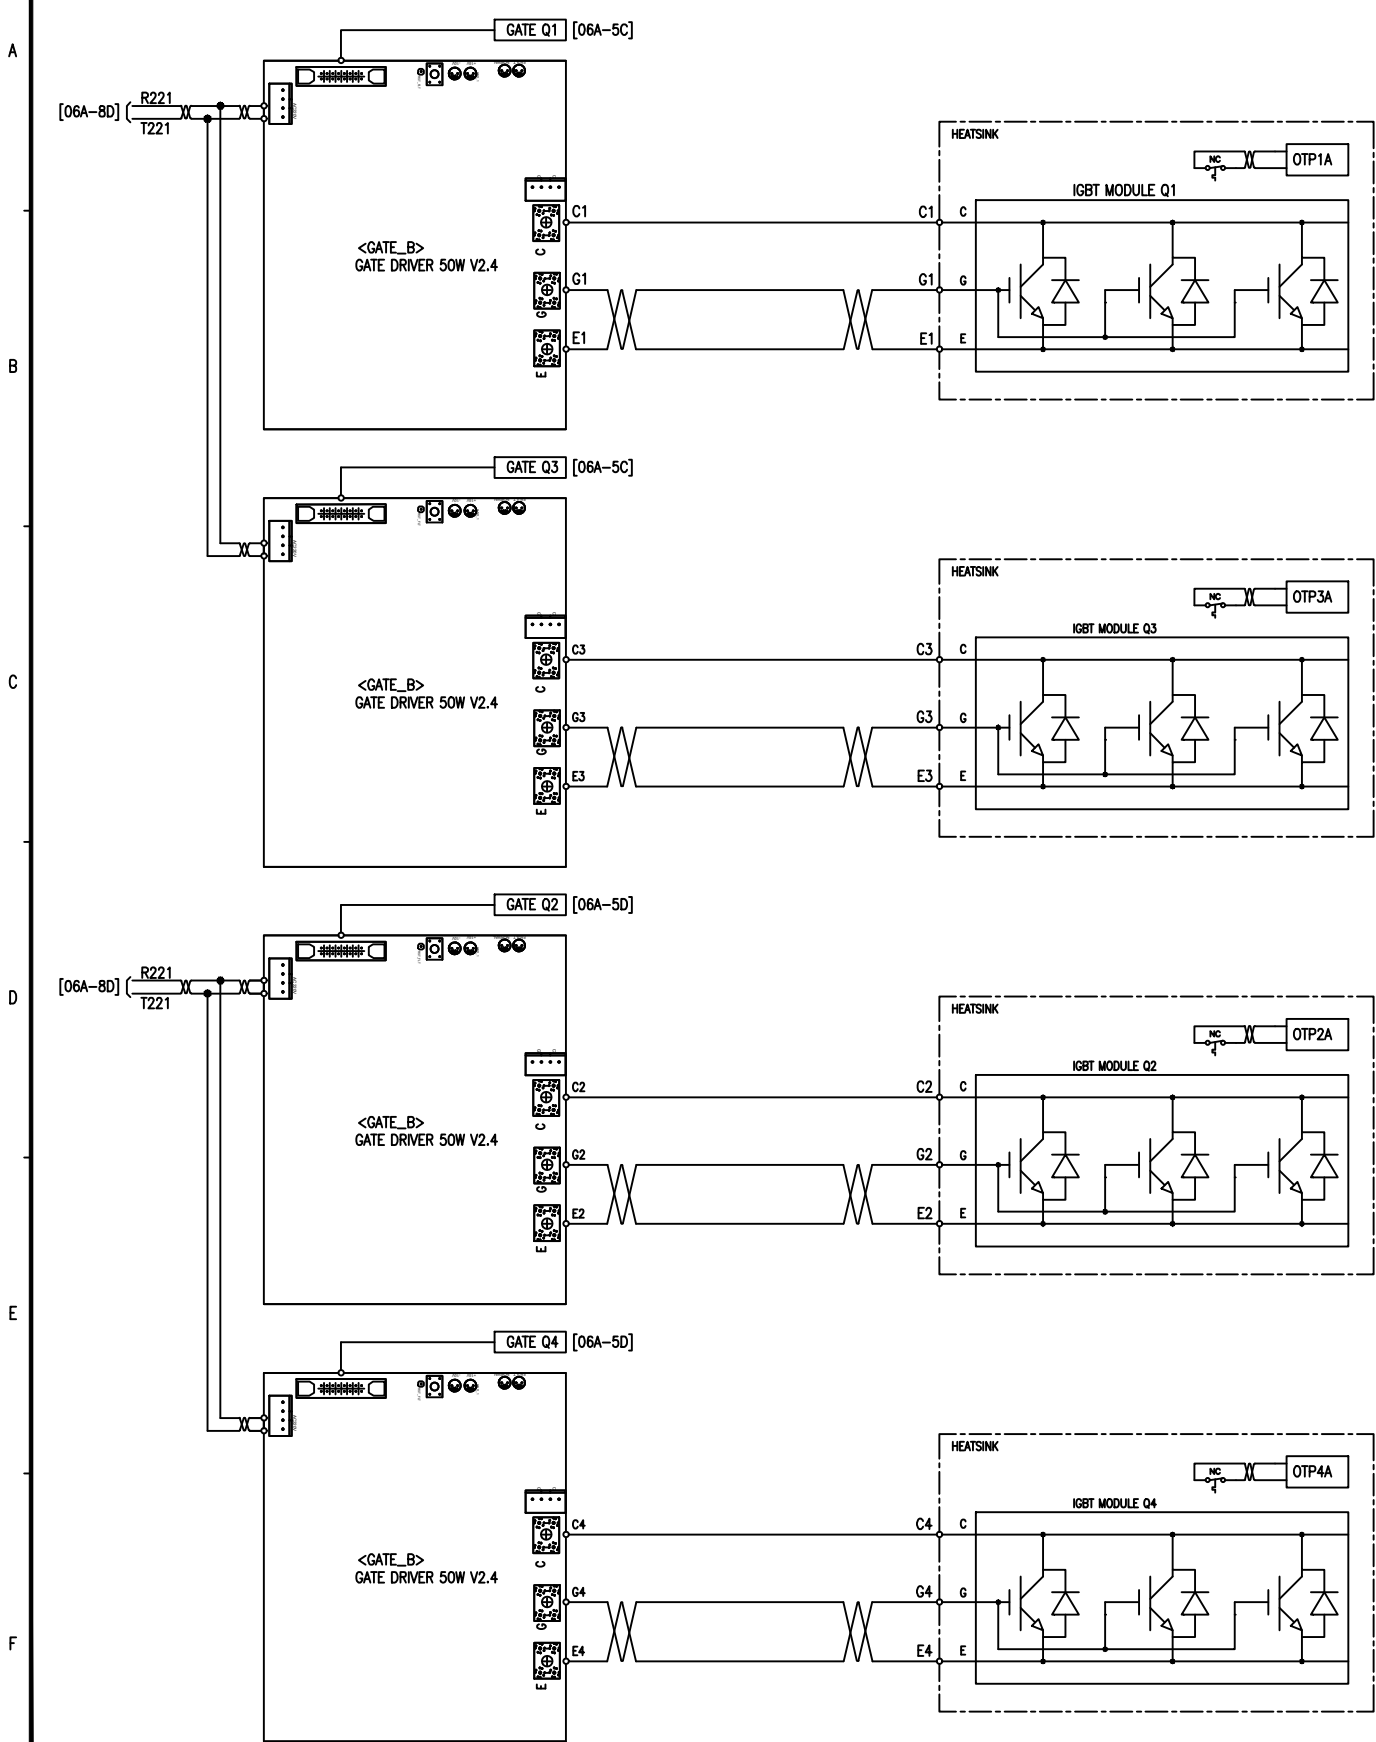 A
GATE Q1 [06A-5C]
[06A-8D]
R221
T221
HEATSINK
NC
OTP1A
IGBT MODULE Q1
C1
C1 C
<GATE_B>
GATE DRIVER 50W V2.4
C
G1
G1 G
G
E1
E1 E
E
B
GATE Q3 [06A-5C]
HEATSINK
NC
OTP3A
IGBT MODULE Q3
C3
C3 C
C
<GATE_B>
GATE DRIVER 50W V2.4
C
G3
G3 G
G
E3
E3 E
E
GATE Q2 [06A-5D]
[06A-8D]
R221
T221
D
HEATSINK
NC
OTP2A
IGBT MODULE Q2
C2
C2 C
<GATE_B>
GATE DRIVER 50W V2.4
C
G2
G2 G
G
E2
E2 E
E
E
GATE Q4 [06A-5D]
HEATSINK
NC
OTP4A
IGBT MODULE Q4
C4
C4 C
<GATE_B>
GATE DRIVER 50W V2.4
C
G4
G4 G
G
E4
E4 E
E
F